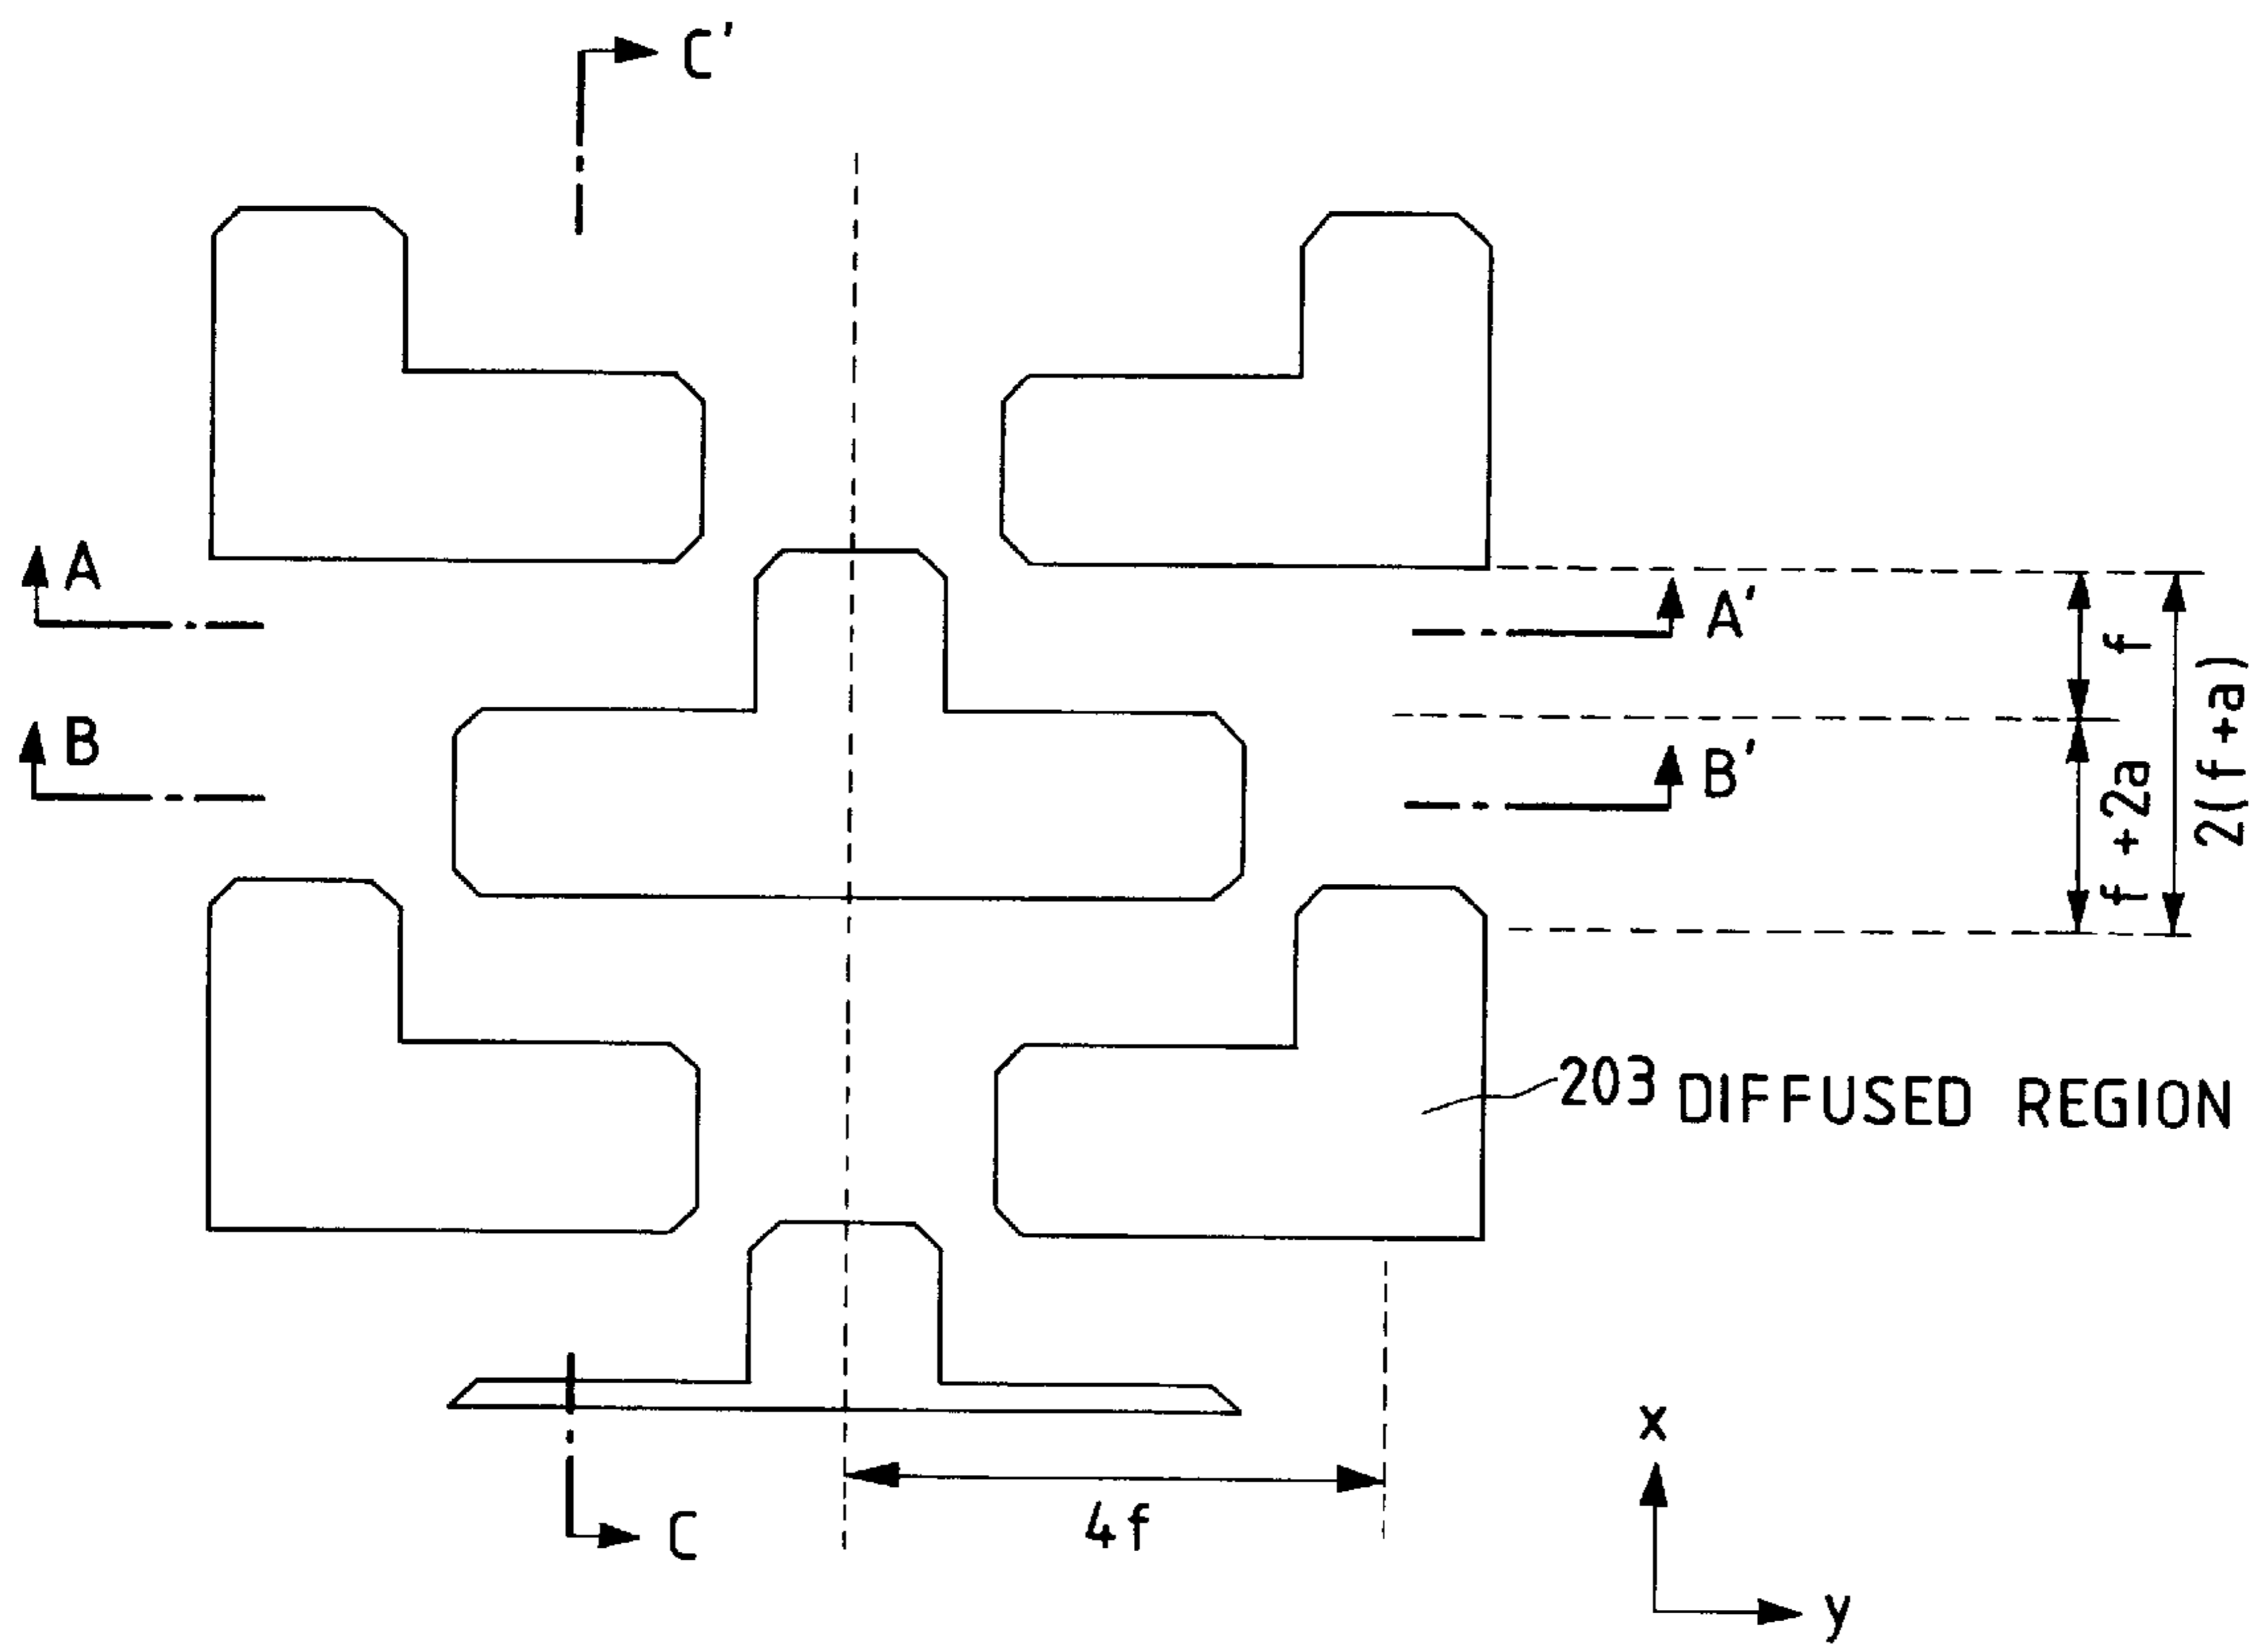 C'
A
A'
f
2(f+a)
B
B'
f+2a
203 DIFFUSED REGION
x
4f
C
y